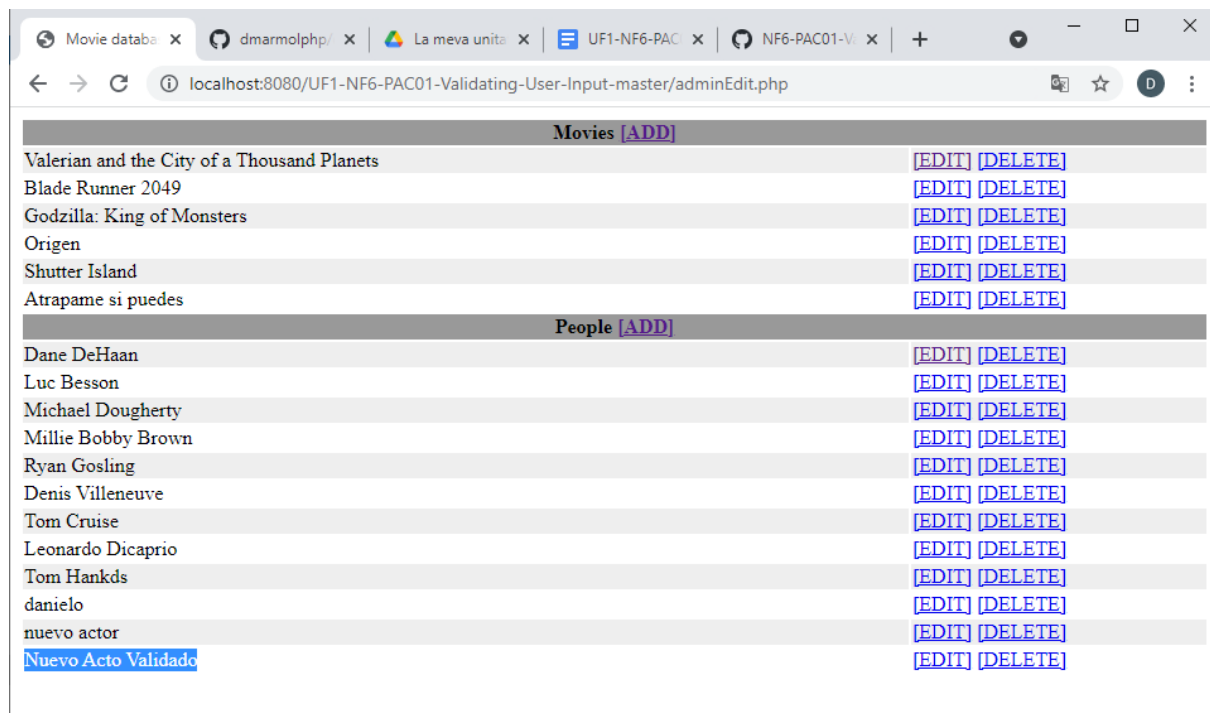 Movie databa
dmarmolphp/
La meva unita
UF1-NF6-PAC
NF6-PAC01-V
localhost:8080/UF1-NF6-PAC01-Validating-User-Input-master/adminEdit.php
D
Movies [ADD]
Valerian and the City of a Thousand Planets [EDIT] [DELETE]
Blade Runner 2049 [EDIT] [DELETE]
Godzilla: King of Monsters [EDIT] [DELETE]
Origen [EDIT] [DELETE]
Shutter Island [EDIT] [DELETE]
Atrapame si puedes [EDIT] [DELETE]
People [ADD]
Dane DeHaan [EDIT] [DELETE]
Luc Besson [EDIT] [DELETE]
Michael Dougherty [EDIT] [DELETE]
Millie Bobby Brown [EDIT] [DELETE]
Ryan Gosling [EDIT] [DELETE]
Denis Villeneuve [EDIT] [DELETE]
Tom Cruise [EDIT] [DELETE]
Leonardo Dicaprio [EDIT] [DELETE]
Tom Hankds [EDIT] [DELETE]
danielo [EDIT] [DELETE]
nuevo actor [EDIT] [DELETE]
Nuevo Acto Validado [EDIT] [DELETE]